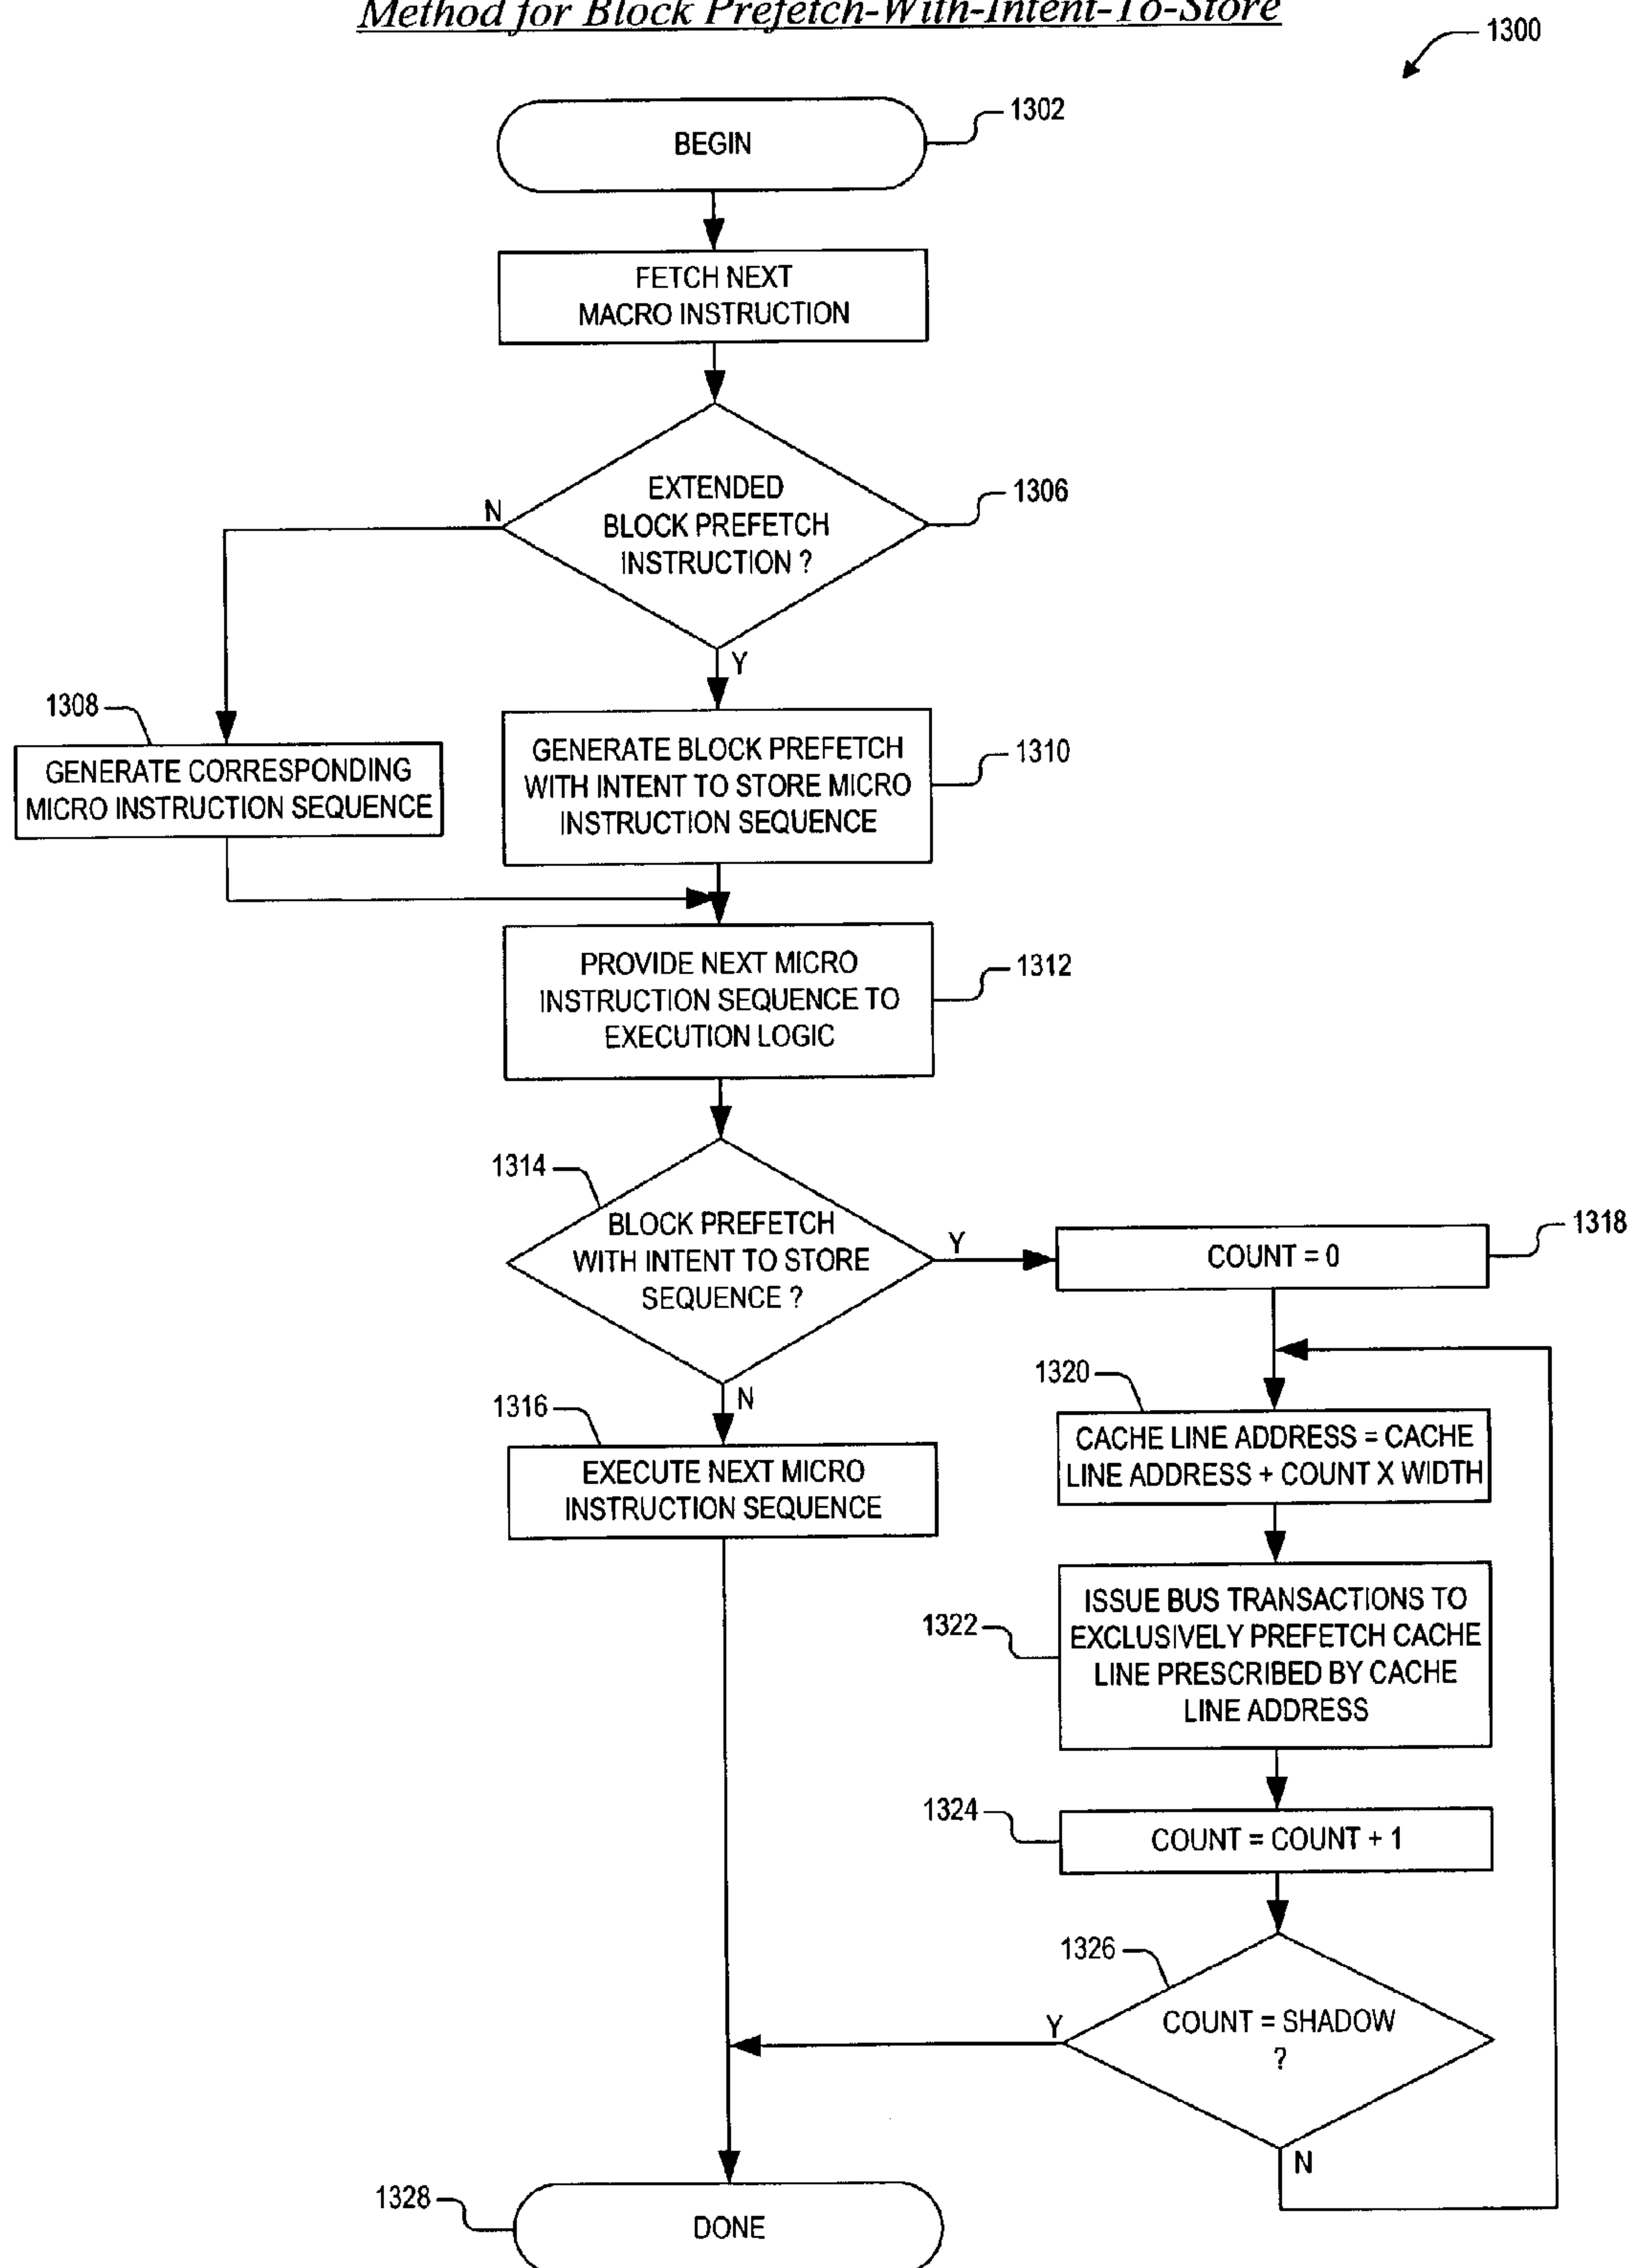 Method for Block Prefetch-With-Intent-To-Store
1300
BEGIN
1302
FETCH NEXT
MACRO INSTRUCTION
EXTENDED
BLOCK PREFETCH
INSTRUCTION ?
1306
N
Y
1308
GENERATE CORRESPONDING
MICRO INSTRUCTION SEQUENCE
GENERATE BLOCK PREFETCH
WITH INTENT TO STORE MICRO
INSTRUCTION SEQUENCE
1310
PROVIDE NEXT MICRO
INSTRUCTION SEQUENCE TO
EXECUTION LOGIC
1312
1314
BLOCK PREFETCH
WITH INTENT TO STORE
SEQUENCE ?
Y
N
COUNT = 0
1318
1316
EXECUTE NEXT MICRO
INSTRUCTION SEQUENCE
1320
CACHE LINE ADDRESS = CACHE
LINE ADDRESS + COUNT X WIDTH
1322
ISSUE BUS TRANSACTIONS TO
EXCLUSIVELY PREFETCH CACHE
LINE PRESCRIBED BY CACHE
LINE ADDRESS
1324
COUNT = COUNT + 1
1326
COUNT = SHADOW
?
Y
N
1328
DONE